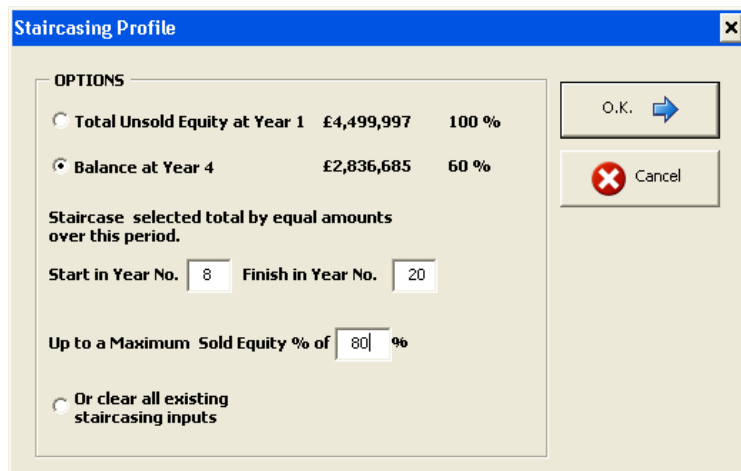 Staircasing Profile
OPTIONS
Total Unsold Equity at Year 1 £4,499,997 100 %
Balance at Year 4 £2,836,685 60 %
Staircase selected total by equal amounts
over this period.
Start in Year No. 8 Finish in Year No. 20
Up to a Maximum Sold Equity % of 80 %
Or clear all existing
staircasing inputs
O.K.
Cancel